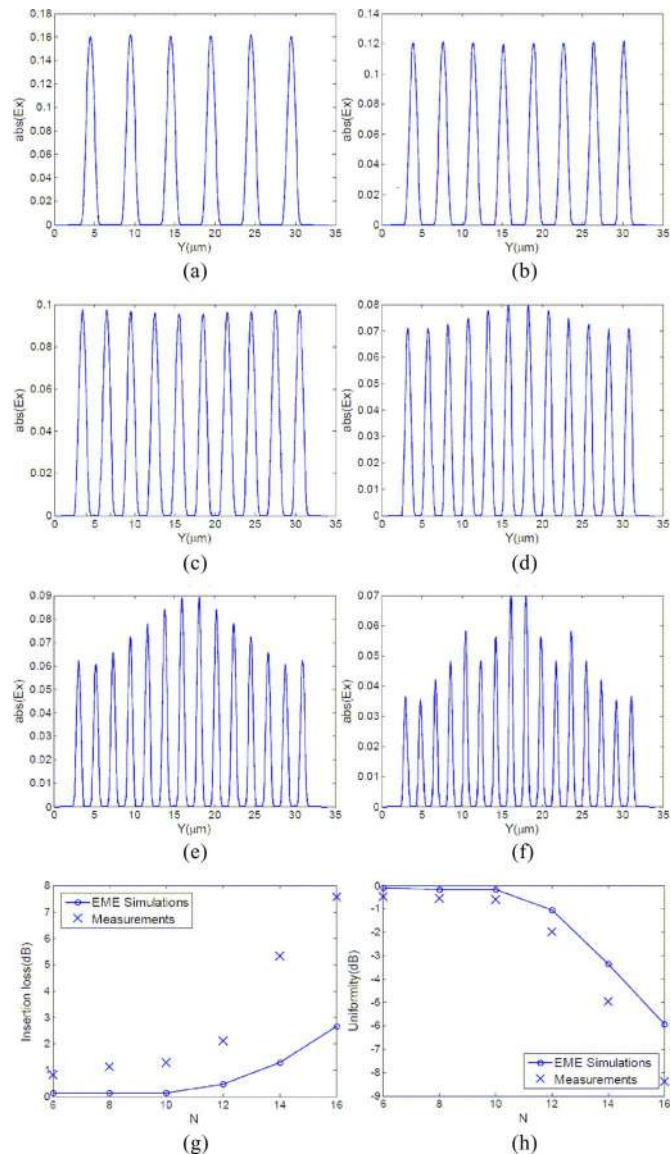 0.18
0.16
0.14
0.12
0.1
0.08
0.06
0.04
0.02
0
abs(Ex)
0 5 10 15 20 25 30 35
Y(μm)
(a)
0.14
0.12
0.1
0.08
0.06
0.04
0.02
0
abs(Ex)
0 5 10 15 20 25 30 35
Y(μm)
(b)
0.1
0.08
0.06
0.04
0.02
0
abs(Ex)
0 5 10 15 20 25 30 35
Y(μm)
(c)
0.08
0.07
0.06
0.05
0.04
0.03
0.02
0.01
0
abs(Ex)
0 5 10 15 20 25 30 35
Y(μm)
(d)
0.09
0.08
0.07
0.06
0.05
0.04
0.03
0.02
0.01
0
abs(Ex)
0 5 10 15 20 25 30 35
Y(μm)
(e)
0.07
0.06
0.05
0.04
0.03
0.02
0.01
0
abs(Ex)
0 5 10 15 20 25 30 35
Y(μm)
(f)
8
7
6
5
4
3
2
1
0
Insertion loss(dB)
EME Simulations
Measurements
6 8 10 12 14 16
N
(g)
-0
-1
-2
-3
-4
-5
-6
-7
-8
-9
Uniformity(dB)
EME Simulations
Measurements
6 8 10 12 14 16
N
(h)